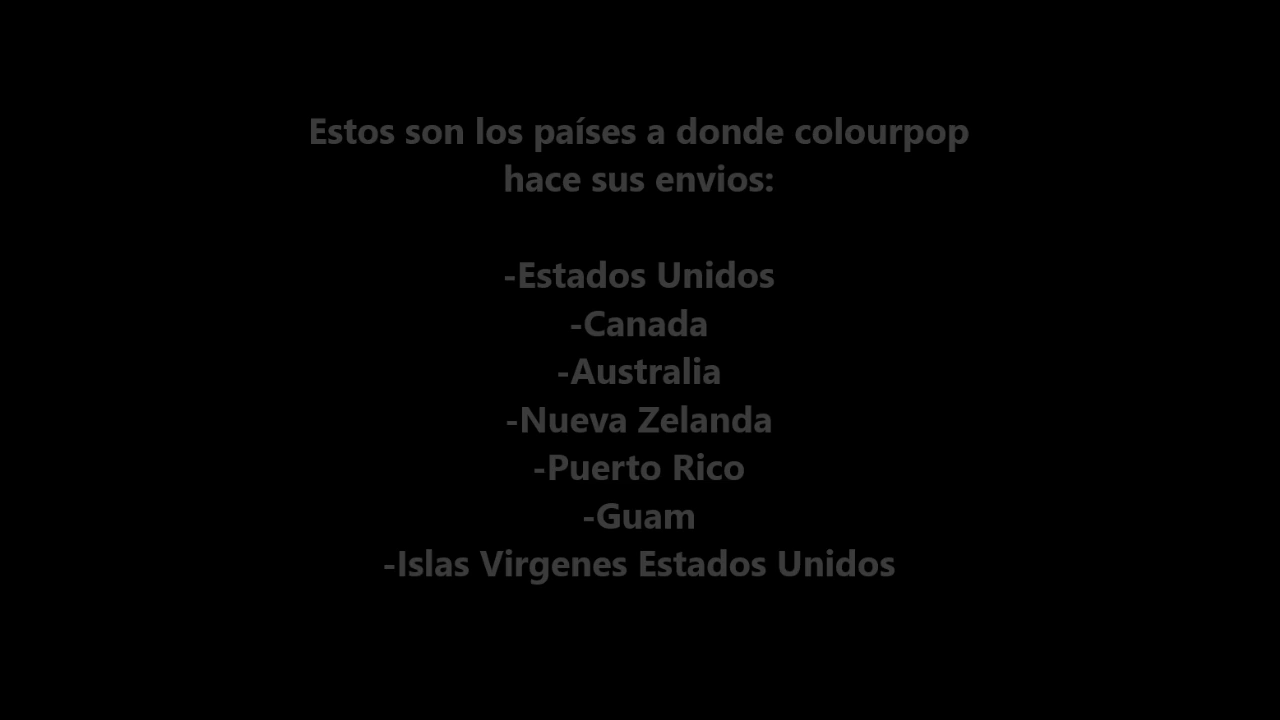 Estos son los países a donde colourpop
hace sus envios:
-Estados Unidos
-Canada
-Australia
-Nueva Zelanda
-Puerto Rico
-Guam
-Islas Virgenes Estados Unidos